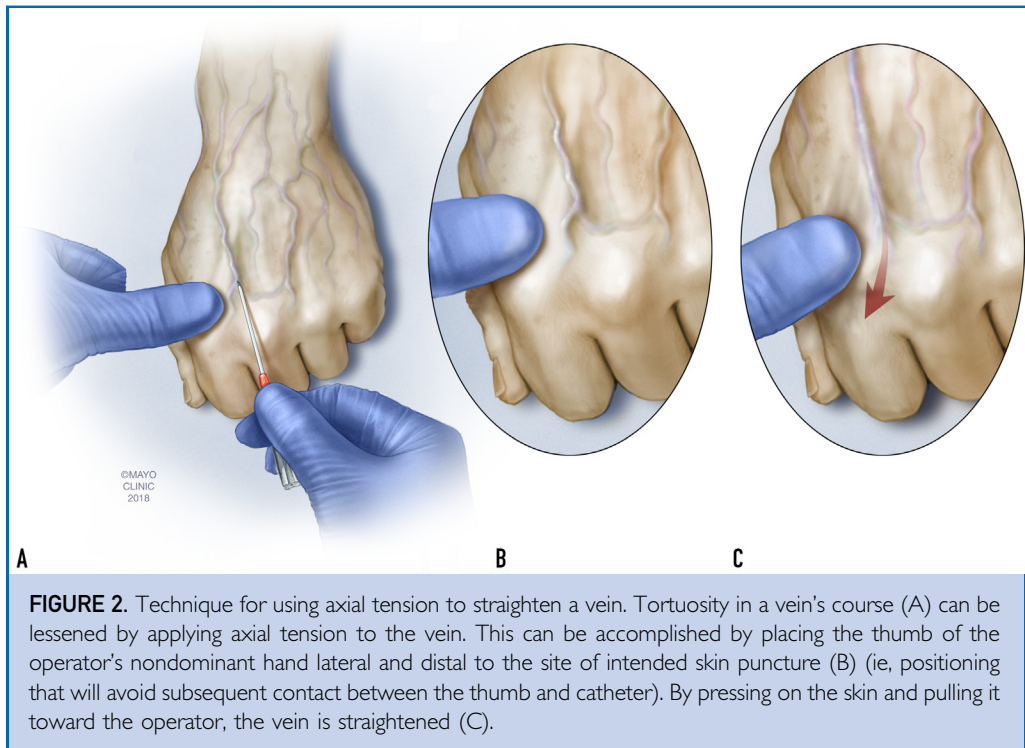 ©MAYO
CLINIC
2018
A
B
C
FIGURE 2. Technique for using axial tension to straighten a vein. Tortuosity in a vein's course (A) can be
lessened by applying axial tension to the vein. This can be accomplished by placing the thumb of the
operator's nondominant hand lateral and distal to the site of intended skin puncture (B) (ie, positioning
that will avoid subsequent contact between the thumb and catheter). By pressing on the skin and pulling it
toward the operator, the vein is straightened (C).